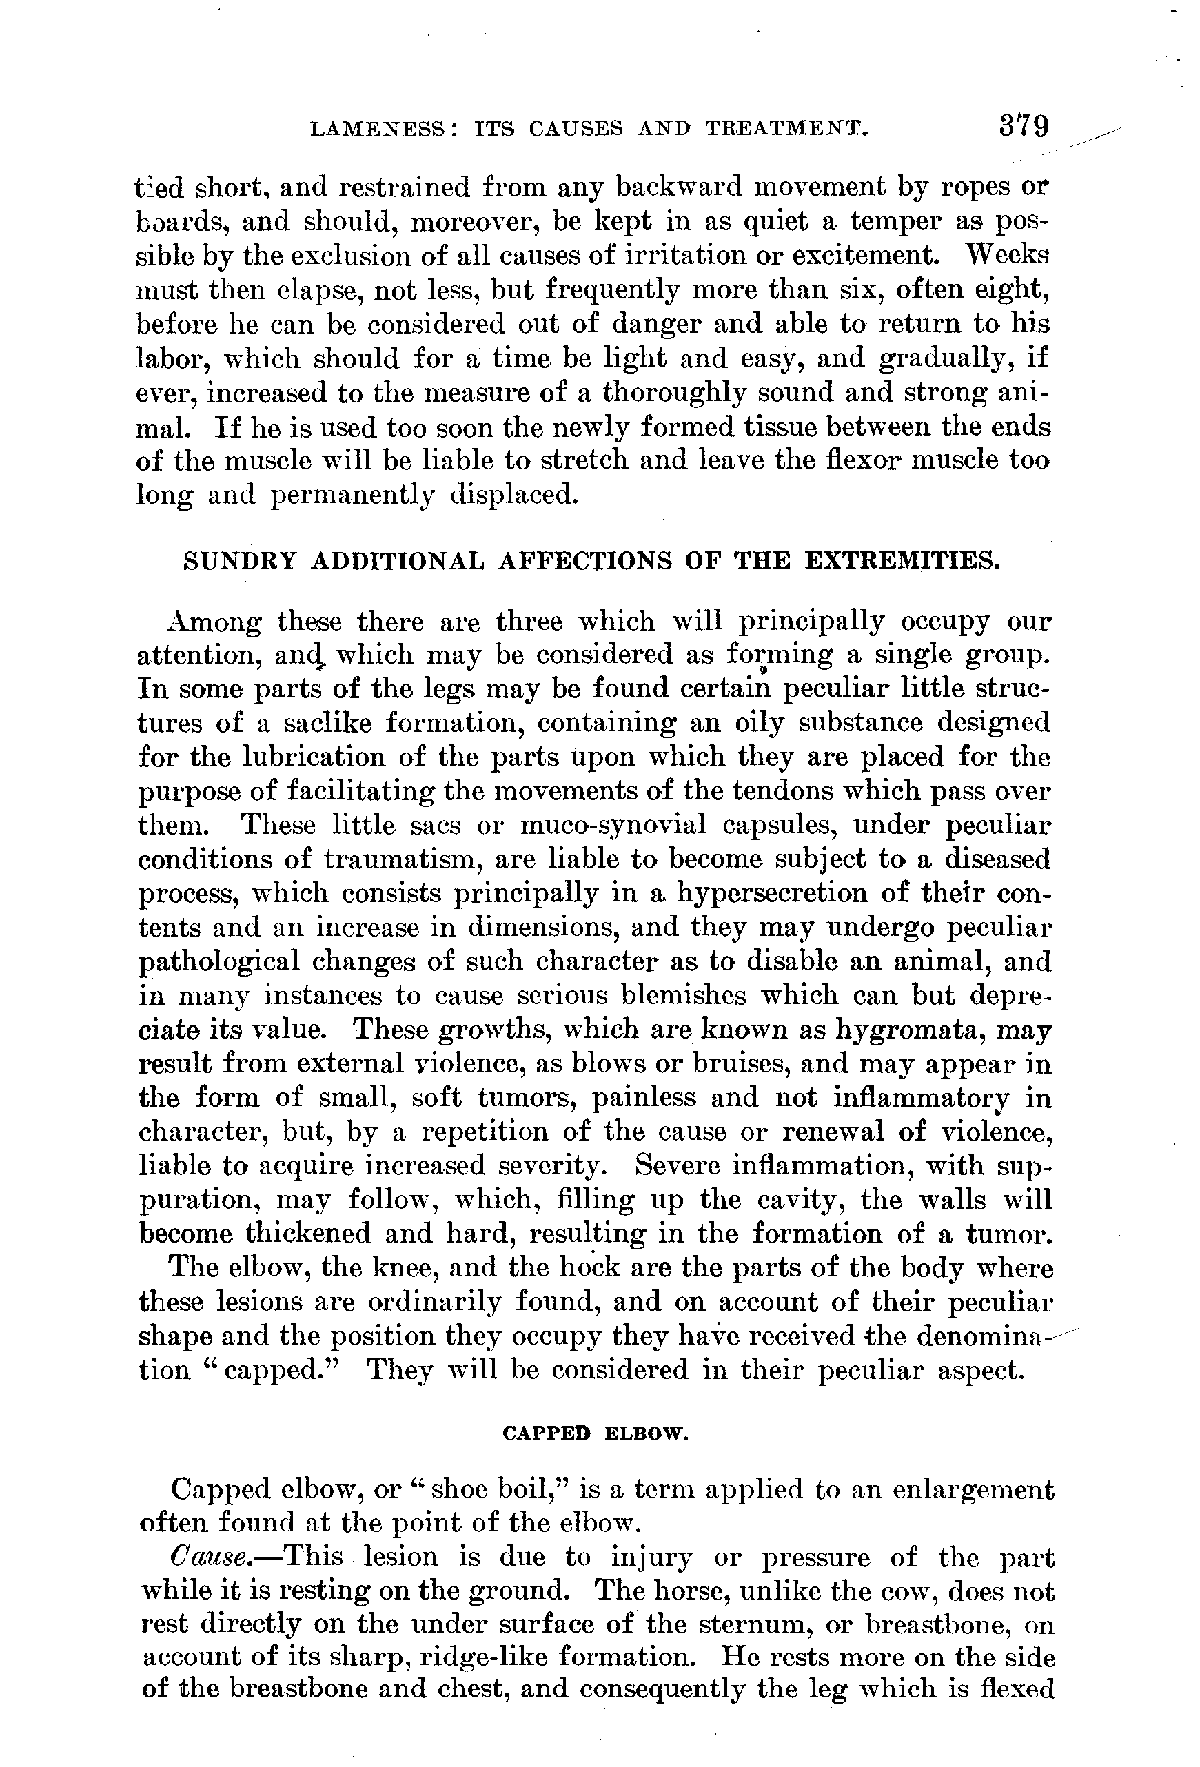 LAMENESS: ITS CAUSES AND TREATMENT. 379
tied short, and restrained from any backward movement by ropes or
boards, and should, moreover, be kept in as quiet a temper as pos-
sible by the exclusion of all causes of irritation or excitement. Weeks
must then elapse, not less, but frequently more than six, often eight,
before he can be considered out of danger and able to return to his
labor, which should for a time be light and easy, and gradually, if
ever, increased to the measure of a thoroughly sound and strong ani-
mal. If he is used too soon the newly formed tissue between the ends
of the muscle will be liable to stretch and leave the flexor muscle too
long and permanently displaced.
SUNDRY ADDITIONAL AFFECTIONS OF THE EXTREMITIES.
Among these there are three which will principally occupy our
attention, and which may be considered as forming a single group.
In some parts of the legs may be found certain peculiar little struc-
tures of a saclike formation, containing an oily substance designed
for the lubrication of the parts upon which they are placed for the
purpose of facilitating the movements of the tendons which pass over
them. These little sacs or muco-synovial capsules, under peculiar
conditions of traumatism, are liable to become subject to a diseased
process, which consists principally in a hypersecretion of their con-
tents and an increase in dimensions, and they may undergo peculiar
pathological changes of such character as to disable an animal, and
in many instances to cause serious blemishes which can but depre-
ciate its value. These growths, which are known as hygromata, may
result from external violence, as blows or bruises, and may appear in
the form of small, soft tumors, painless and not inflammatory in
character, but, by a repetition of the cause or renewal of violence,
liable to acquire increased severity. Severe inflammation, with sup-
puration, may follow, which, filling up the cavity, the walls will
become thickened and hard, resulting in the formation of a tumor.
The elbow, the knee, and the hock are the parts of the body where
these lesions are ordinarily found, and on account of their peculiar
shape and the position they occupy they have received the denomina-
tion "capped." They will be considered in their peculiar aspect.
CAPPED ELBOW.
Capped elbow, or "shoe boil," is a term applied to an enlargement
often found at the point of the elbow.
Cause.—This lesion is due to injury or pressure of the part
while it is resting on the ground. The horse, unlike the cow, does not
rest directly on the under surface of the sternum, or breastbone, on
account of its sharp, ridge-like formation. He rests more on the side
of the breastbone and chest, and consequently the leg which is flexed